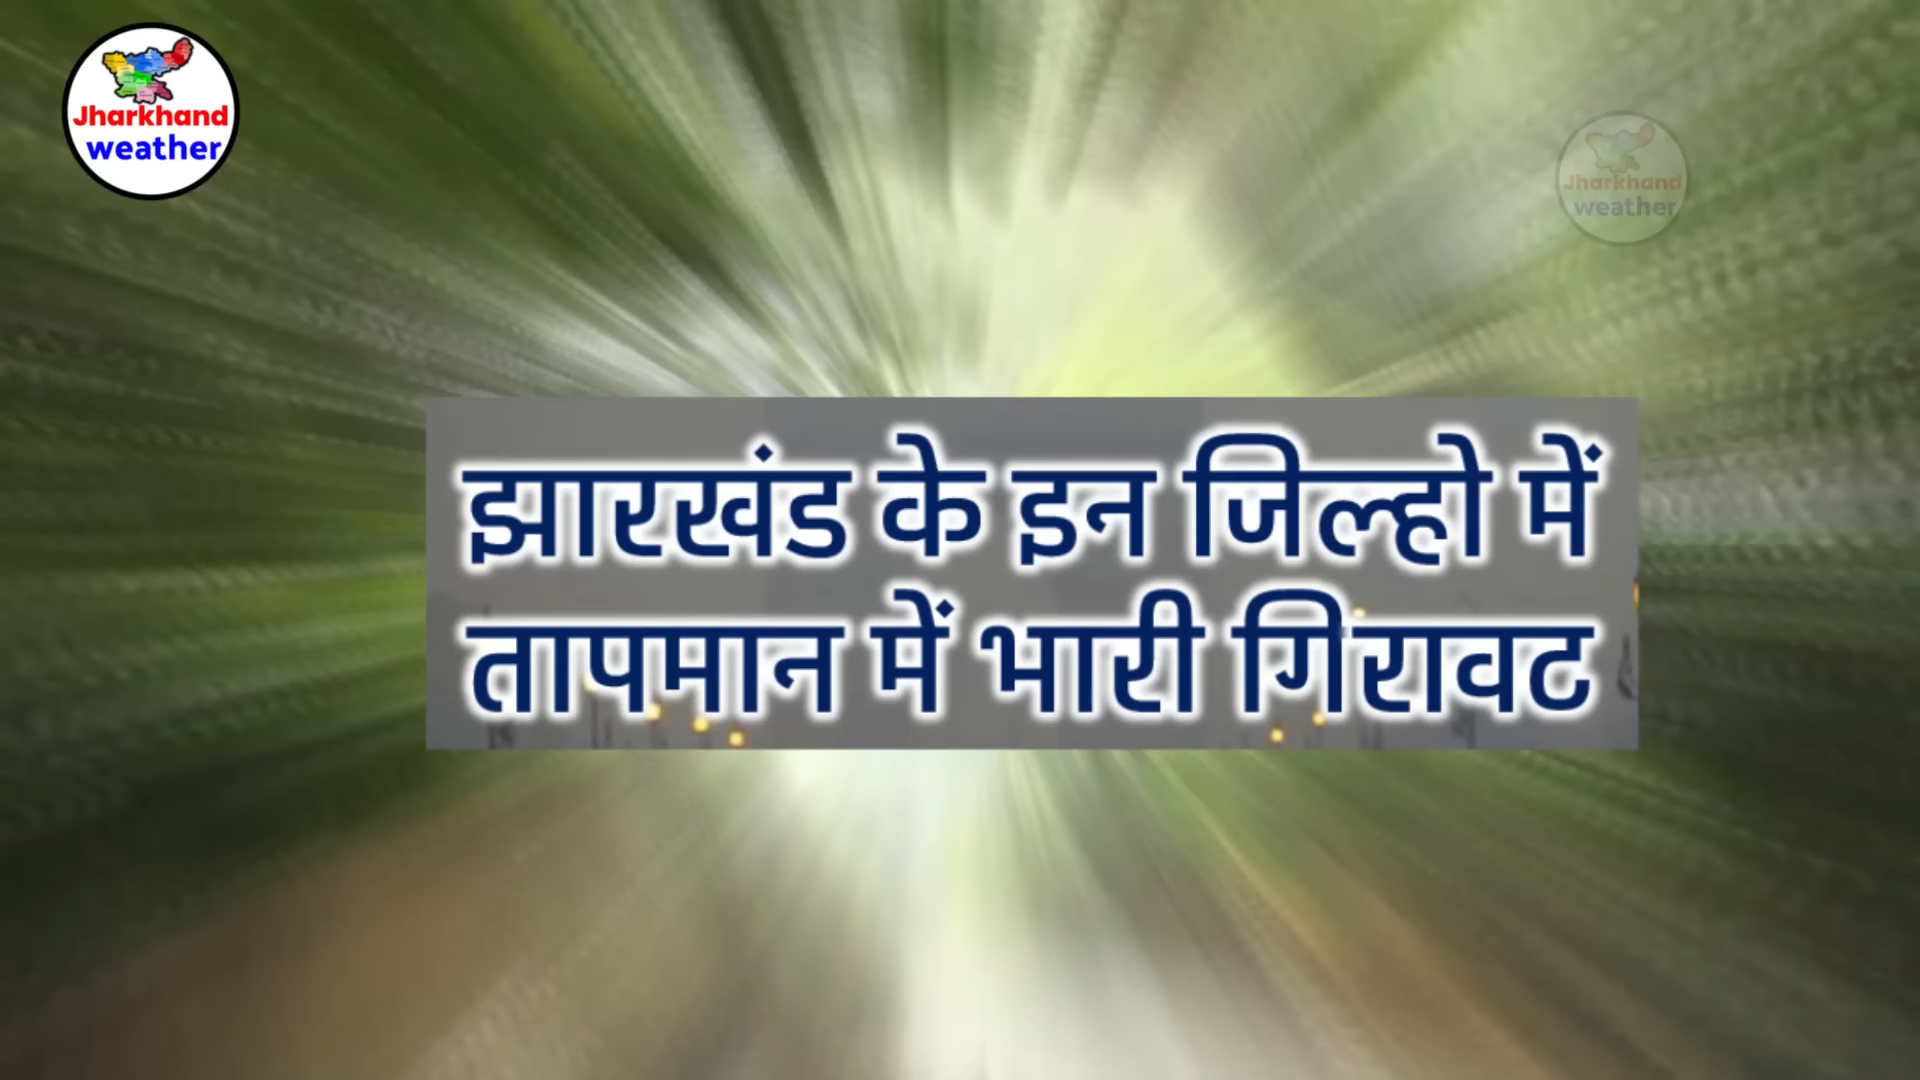 Jharkhand
weather
Jharkhand
weather
झारखंड के इन जिल्हो में
तापमान में भारी गिरावट